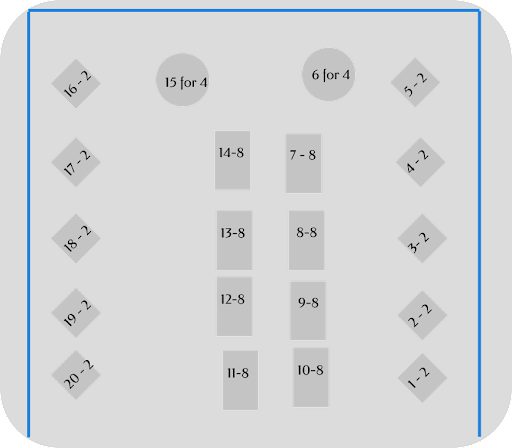 16 - 2
15 for 4
6 for 4
5 - 2
17 - 2
14-8
7 - 8
4 - 2
18 - 2
13-8
8-8
3- 2
19 - 2
12-8
9-8
2 - 2
20 - 2
11-8
10-8
1 - 2